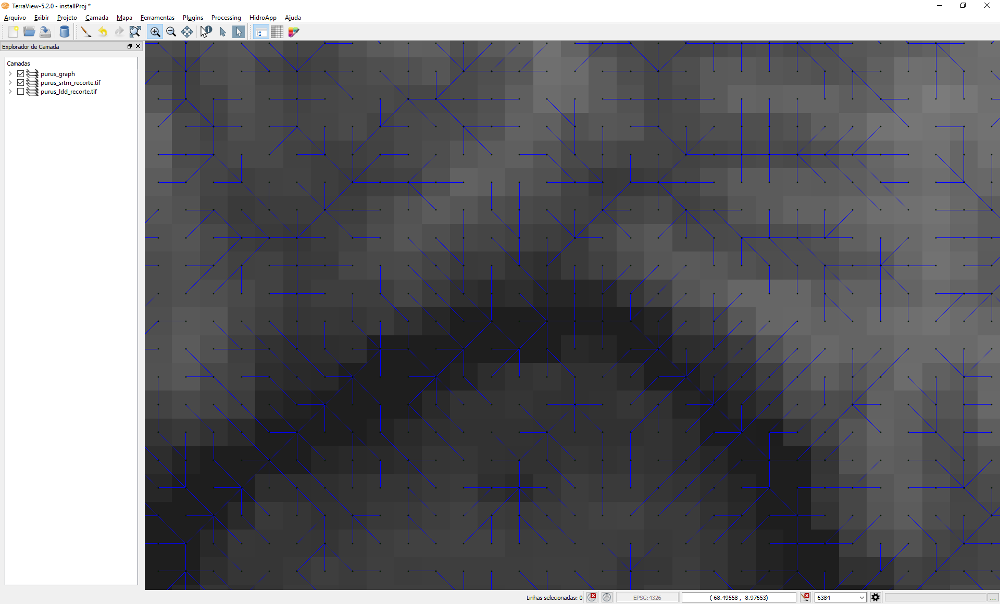 TerraView-5.2.0 - installProj *
Arquivo Exibir Projeto Camada Mapa Ferramentas Plugins Processing HidroApp Ajuda
Explorador de Camada
Camadas
purus_graph
purus_srtm_recorte.tif
purus_ldd_recorte.tif
Linhas selecionadas: 0 EPSG:4326 (-68.49558 , -8.97653) 6384 ...